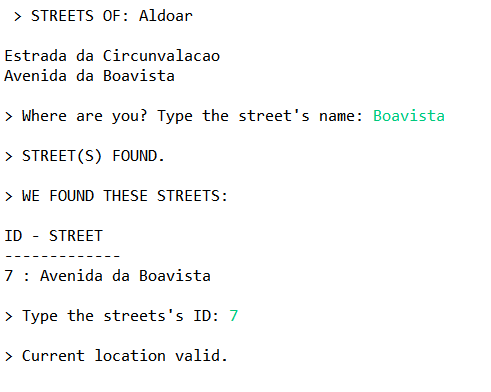 > STREETS OF: Aldoar
Estrada da Circunvalacao
Avenida da Boavista
> Where are you? Type the street's name: Boavista
> STREET(S) FOUND.
> WE FOUND THESE STREETS:
ID - STREET
-------------
7 : Avenida da Boavista
> Type the streets's ID: 7
> Current location valid.